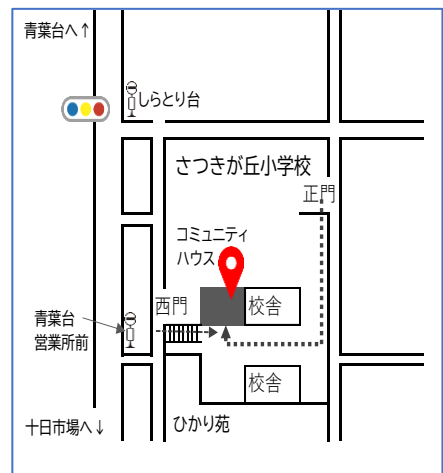 青葉台へ↑
しらとり台
さつきが丘小学校
正門
コミュニティ
ハウス
西門
校舎
青葉台
営業所前
校舎
十日市場へ↓
ひかり苑